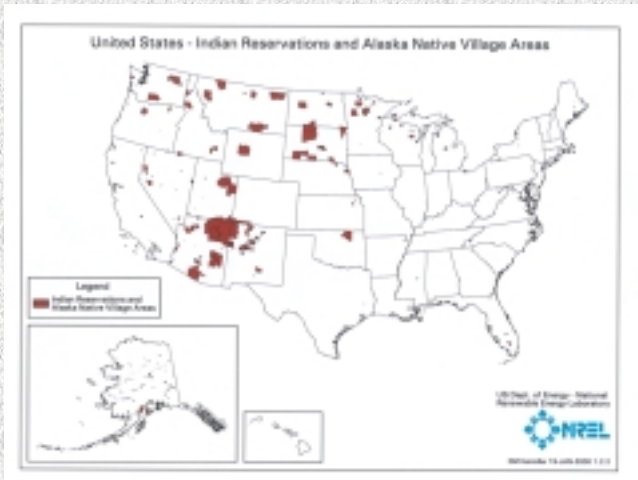 United States - Indian Reservations and Alaska Native Village Areas
Legend
Indian Reservations and
Alaska Native Village Areas
US Dept. of Energy - National
Renewable Energy Laboratory
NREL